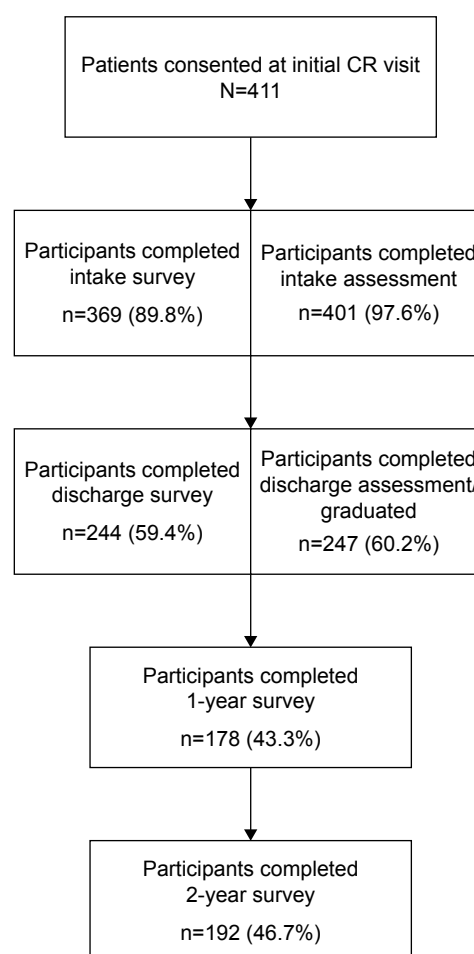 Patients consented at initial CR visit
N=411
Participants completed
intake survey
n=369 (89.8%)
Participants completed
intake assessment
n=401 (97.6%)
Participants completed
discharge survey
n=244 (59.4%)
Participants completed
discharge assessment/
graduated
n=247 (60.2%)
Participants completed
1-year survey
n=178 (43.3%)
Participants completed
2-year survey
n=192 (46.7%)